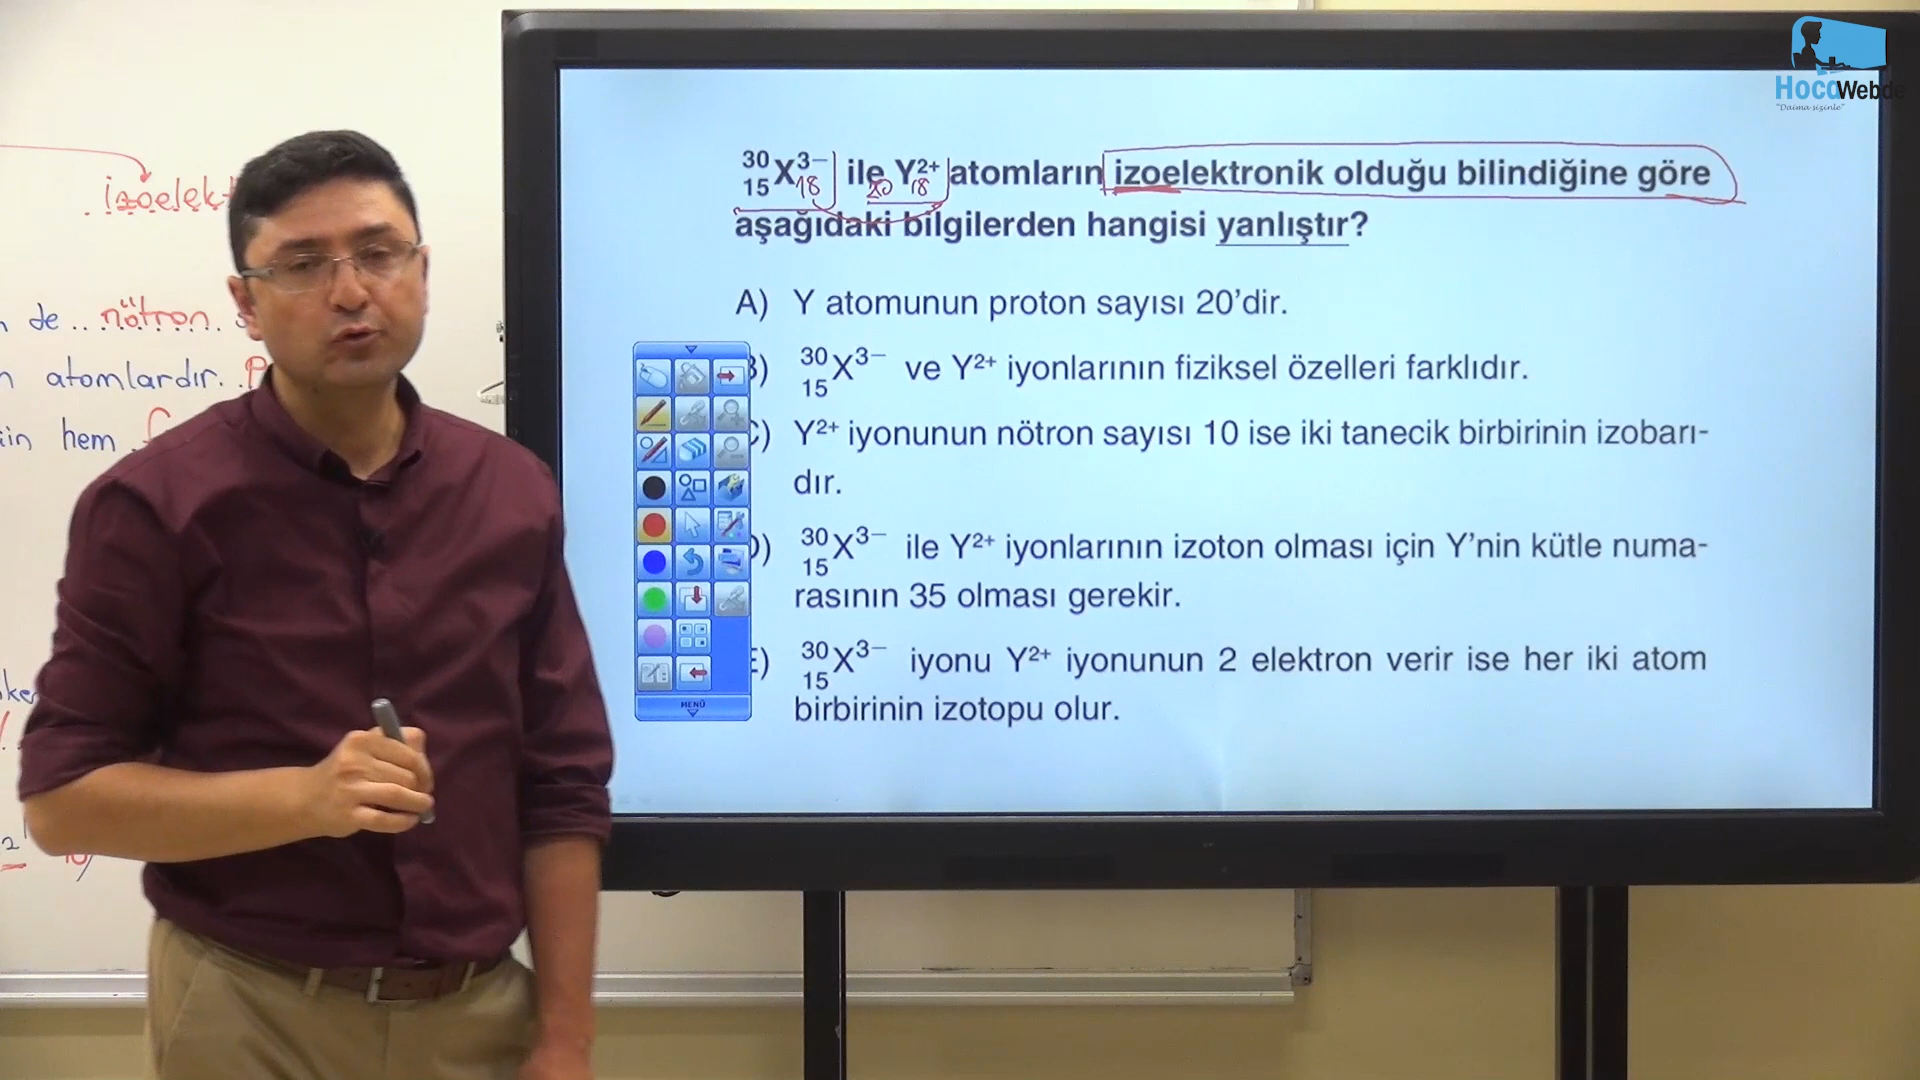 HocaWebde
"Daima sizinle"
izoelekt
de ... nötron
atomlardır.
hem
30 15 X 3– ile Y2+ atomların izoelektronik olduğu bilindiğine göre
18 20 18
aşağıdaki bilgilerden hangisi yanlıştır?
A) Y atomunun proton sayısı 20'dir.
30 15 X3– ve Y2+ iyonlarının fiziksel özelleri farklıdır.
Y2+ iyonunun nötron sayısı 10 ise iki tanecik birbirinin izobarı-
dır.
30 15 X3– ile Y2+ iyonlarının izoton olması için Y'nin kütle numa-
rasının 35 olması gerekir.
30 15 X3– iyonu Y2+ iyonunun 2 elektron verir ise her iki atom
birbirinin izotopu olur.
MENÜ